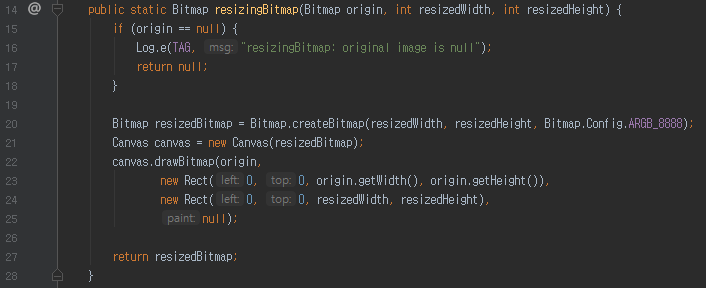 14 @ public static Bitmap resizingBitmap(Bitmap origin, int resizedWidth, int resizedHeight) {
15 if (origin == null) {
16 Log.e(TAG, msg: "resizingBitmap: original image is null");
17 return null;
18 }
19
20 Bitmap resizedBitmap = Bitmap.createBitmap(resizedWidth, resizedHeight, Bitmap.Config.ARGB_8888);
21 Canvas canvas = new Canvas(resizedBitmap);
22 canvas.drawBitmap(origin,
23 new Rect( left: 0, top: 0, origin.getWidth(), origin.getHeight()),
24 new Rect( left: 0, top: 0, resizedWidth, resizedHeight),
25 paint: null);
26
27 return resizedBitmap;
28 }